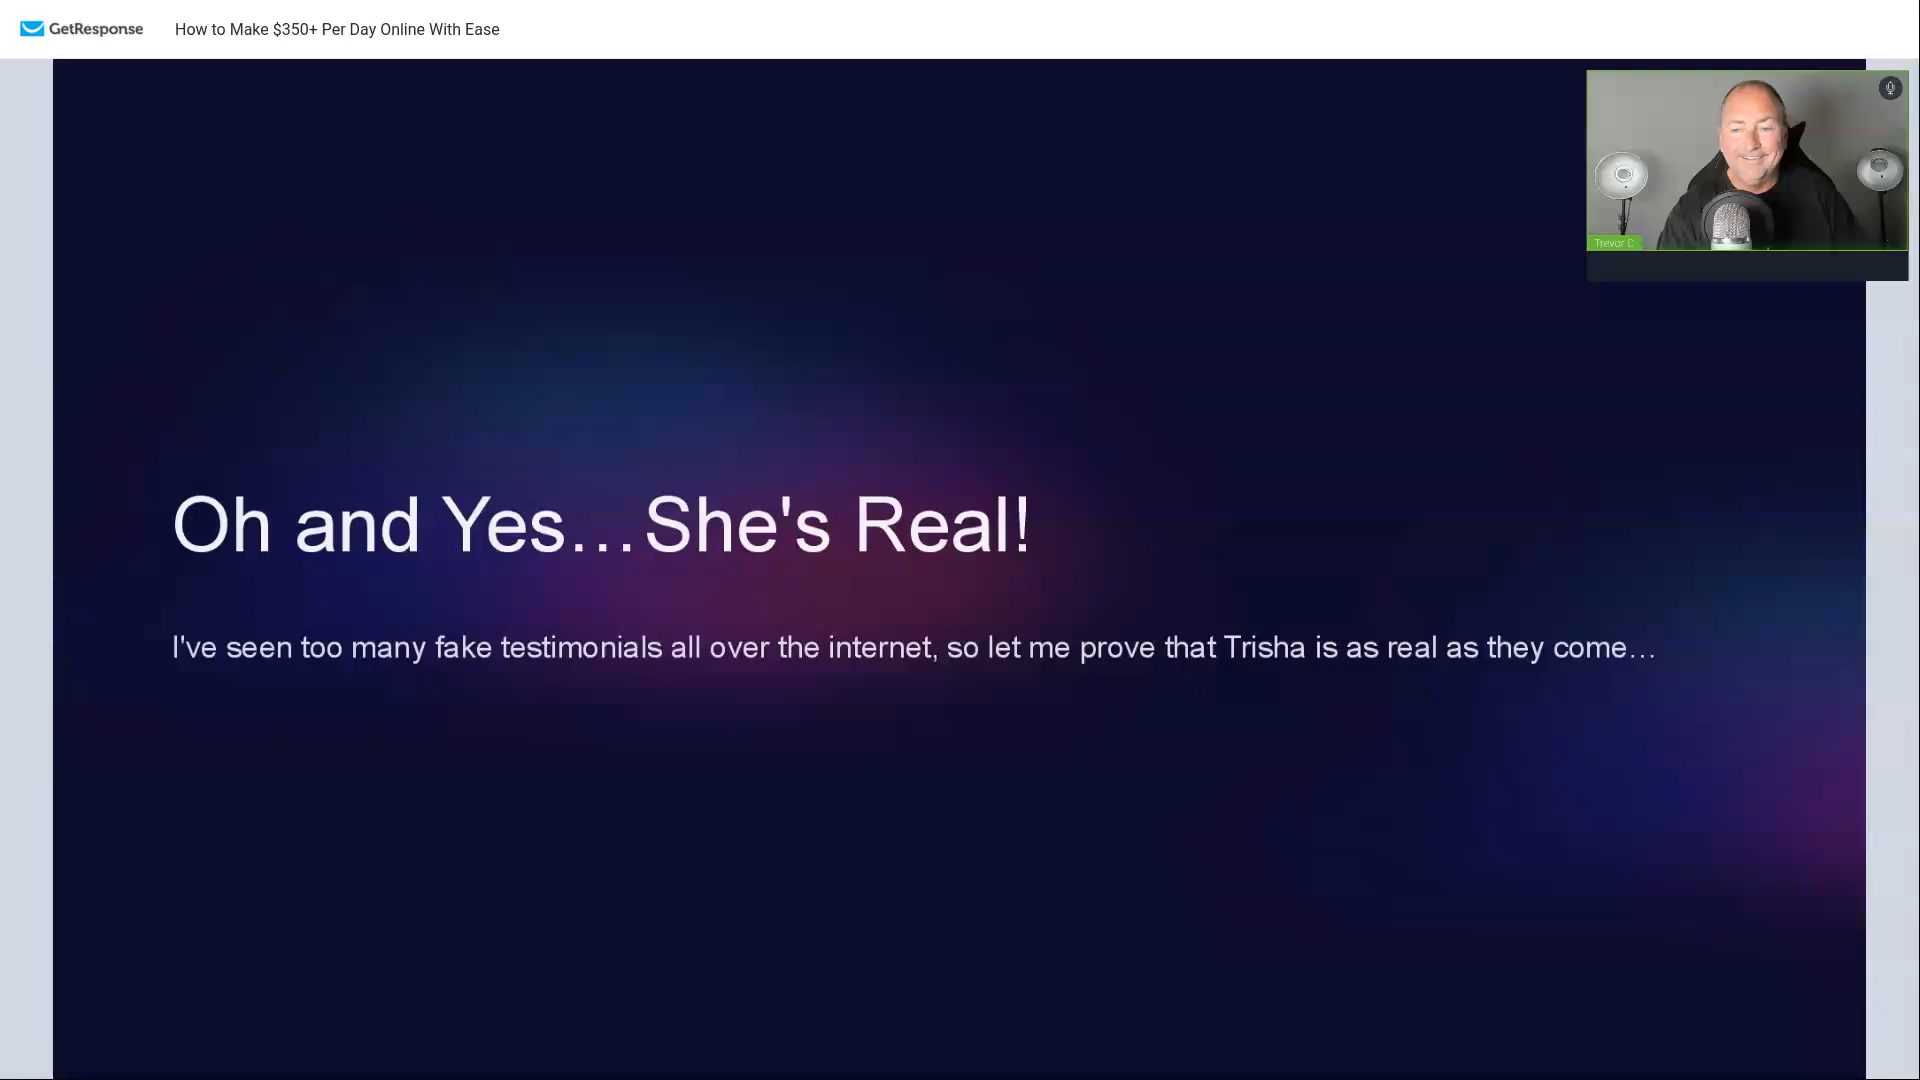 GetResponse
How to Make $350+ Per Day Online With Ease
Trevor C
Oh and Yes…She's Real!
I've seen too many fake testimonials all over the internet, so let me prove that Trisha is as real as they come…